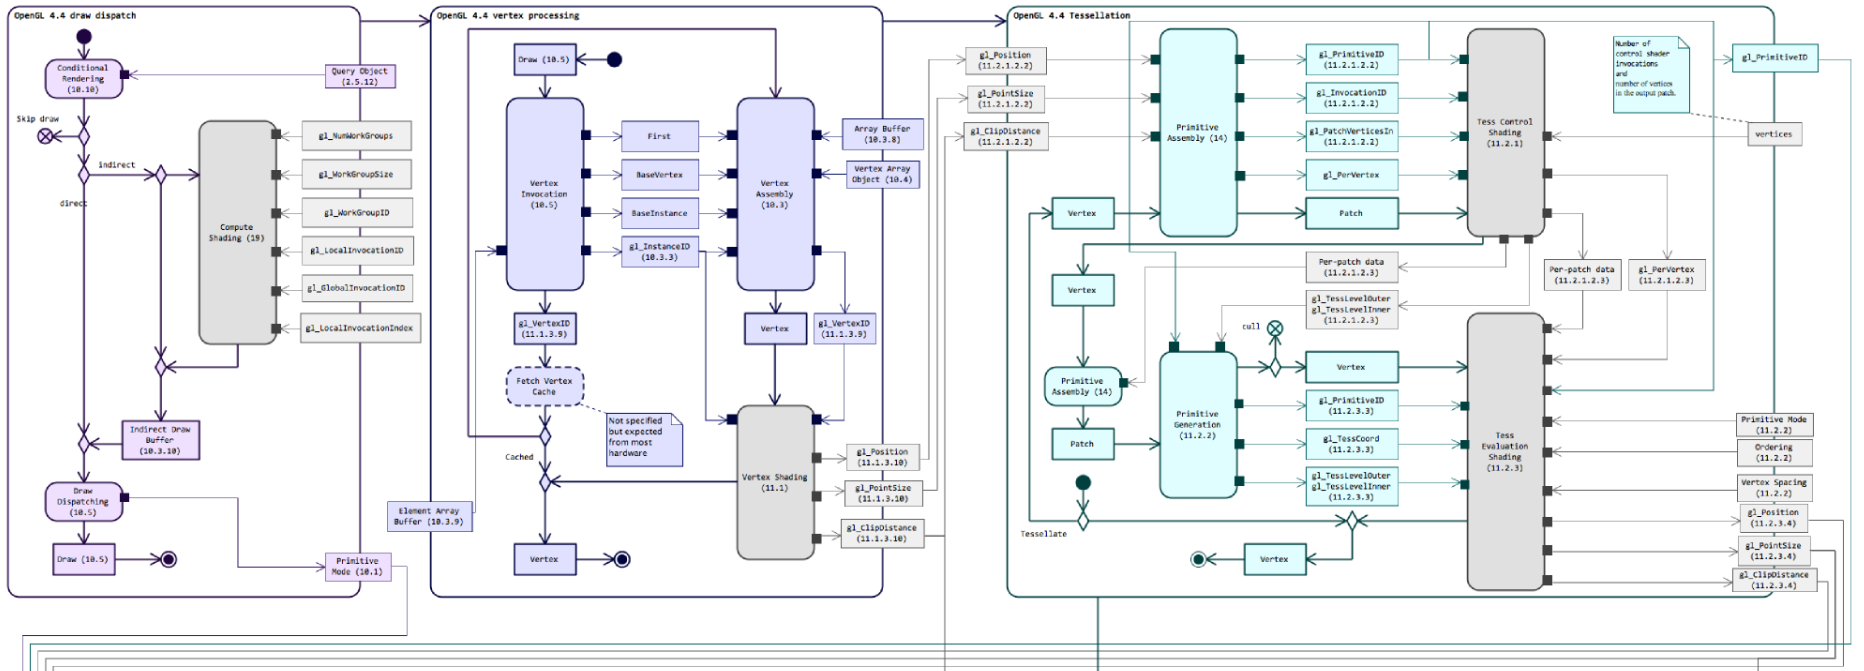 OpenGL 4.4 draw dispatch
Conditional
Rendering
(10.10)
Query Object
(2.5.12)
Skip draw
indirect
direct
gl_NumWorkGroups
gl_WorkGroupSize
gl_WorkGroupID
gl_LocalInvocationID
gl_GlobalInvocationID
gl_LocalInvocationIndex
Compute
Shading (19)
Indirect Draw
Buffer
(10.3.10)
Draw
Dispatching
(10.5)
Draw (10.5)
Primitive
Mode (10.1)
OpenGL 4.4 vertex processing
Draw (10.5)
Vertex
Invocation
(10.5)
First
BaseVertex
BaseInstance
gl_InstanceID
(10.3.3)
Vertex
Assembly
(10.3)
Array Buffer
(10.3.8)
Vertex Array
Object (10.4)
gl_VertexID
(11.1.3.9)
Vertex
gl_VertexID
(11.1.3.9)
Fetch Vertex
Cache
Not specified
but expected
from most
hardware
Cached
Element Array
Buffer (10.3.9)
Vertex Shading
(11.1)
gl_Position
(11.1.3.10)
gl_PointSize
(11.1.3.10)
gl_ClipDistance
(11.1.3.10)
Vertex
gl_Position
(11.2.1.2.2)
gl_PointSize
(11.2.1.2.2)
gl_ClipDistance
(11.2.1.2.2)
OpenGL 4.4 Tessellation
Primitive
Assembly (14)
gl_PrimitiveID
(11.2.1.2.2)
gl_InvocationID
(11.2.1.2.2)
gl_PatchVerticesIn
(11.2.1.2.2)
gl_PerVertex
Vertex
Patch
Tess Control
Shading
(11.2.1)
Number of
control shader
invocations
and
number of vertices
in the output patch.
gl_PrimitiveID
vertices
Per-patch data
(11.2.1.2.3)
gl_TessLevelOuter
gl_TessLevelInner
(11.2.1.2.3)
Per-patch data
(11.2.1.2.3)
gl_PerVertex
(11.2.1.2.3)
Vertex
cull
Primitive
Assembly (14)
Patch
Primitive
Generation
(11.2.2)
Vertex
gl_PrimitiveID
(11.2.3.3)
gl_TessCoord
(11.2.3.3)
gl_TessLevelOuter
gl_TessLevelInner
(11.2.3.3)
Tess
Evaluation
Shading
(11.2.3)
Primitive Mode
(11.2.2)
Ordering
(11.2.2)
Vertex Spacing
(11.2.2)
gl_Position
(11.2.3.4)
gl_PointSize
(11.2.3.4)
gl_ClipDistance
(11.2.3.4)
Tessellate
Vertex